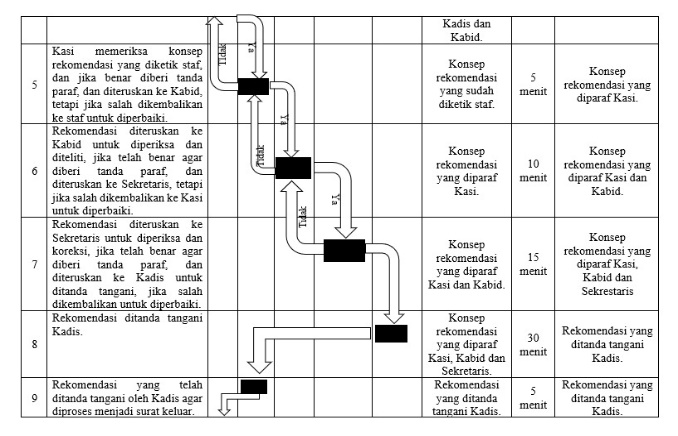 Kadis dan
Kabid.
5
Kasi memeriksa konsep
rekomendasi yang diketik staf,
dan jika benar diberi tanda
paraf, dan diteruskan ke Kabid,
tetapi jika salah dikembalikan
ke staf untuk diperbaiki.
Tidak
Ya
Konsep
rekomendasi
yang sudah
diketik staf.
5
menit
Konsep
rekomendasi yang
diparaf Kasi.
6
Rekomendasi diteruskan ke
Kabid untuk diperiksa dan
diteliti, jika telah benar agar
diberi tanda paraf, dan
diteruskan ke Sekretaris, tetapi
jika salah dikembalikan ke Kasi
untuk diperbaiki.
Tidak
Ya
Konsep
rekomendasi
yang diparaf
Kasi.
10
menit
Konsep
rekomendasi yang
diparaf Kasi dan
Kabid.
7
Rekomendasi diteruskan ke
Sekretaris untuk diperiksa dan
koreksi, jika telah benar agar
diberi tanda paraf, dan
diteruskan ke Kadis untuk
ditanda tangani, jika salah
dikembalikan untuk diperbaiki.
Tidak
Ya
Konsep
rekomendasi
yang diparaf
Kasi dan Kabid.
15
menit
Konsep
rekomendasi yang
diparaf Kasi,
Kabid dan
Sekrestaris
8
Rekomendasi ditanda tangani
Kadis.
Konsep
rekomendasi
yang diparaf
Kasi, Kabid dan
Sekretaris.
30
menit
Rekomendasi yang
ditanda tangani
Kadis.
9
Rekomendasi yang telah
ditanda tangani oleh Kadis agar
diproses menjadi surat keluar.
Rekomendasi
yang ditanda
tangani Kadis.
5
menit
Rekomendasi yang
ditanda tangani
Kadis.